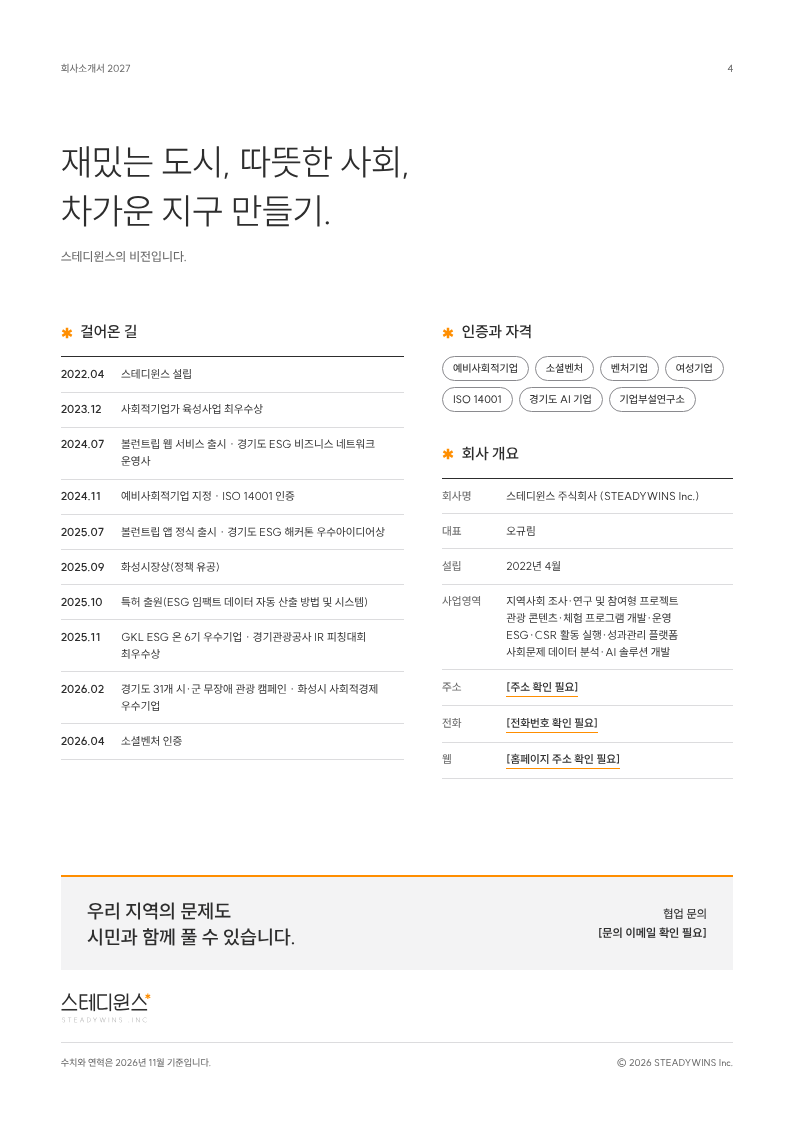 회사소개서 2027
4
재밌는 도시, 따뜻한 사회,
차가운 지구 만들기.
스테디윈스의 비전입니다.
✱ 걸어온 길
2022.04 스테디윈스 설립
2023.12 사회적기업가 육성사업 최우수상
2024.07 볼런트립 웹 서비스 출시 · 경기도 ESG 비즈니스 네트워크
운영사
2024.11 예비사회적기업 지정 · ISO 14001 인증
2025.07 볼런트립 앱 정식 출시 · 경기도 ESG 해커톤 우수아이디어상
2025.09 화성시장상(정책 유공)
2025.10 특허 출원(ESG 임팩트 데이터 자동 산출 방법 및 시스템)
2025.11 GKL ESG 온 6기 우수기업 · 경기관광공사 IR 피칭대회
최우수상
2026.02 경기도 31개 시·군 무장애 관광 캠페인 · 화성시 사회적경제
우수기업
2026.04 소셜벤처 인증
✱ 인증과 자격
예비사회적기업 소셜벤처 벤처기업 여성기업
ISO 14001 경기도 AI 기업 기업부설연구소
✱ 회사 개요
회사명 스테디윈스 주식회사 (STEADYWINS Inc.)
대표 오규림
설립 2022년 4월
사업영역 지역사회 조사·연구 및 참여형 프로젝트
관광 콘텐츠·체험 프로그램 개발·운영
ESG·CSR 활동 실행·성과관리 플랫폼
사회문제 데이터 분석·AI 솔루션 개발
주소 [주소 확인 필요]
전화 [전화번호 확인 필요]
웹 [홈페이지 주소 확인 필요]
우리 지역의 문제도
시민과 함께 풀 수 있습니다.
협업 문의
[문의 이메일 확인 필요]
스테디윈스*
STEADYWINS INC
수치와 연혁은 2026년 11월 기준입니다.
© 2026 STEADYWINS Inc.